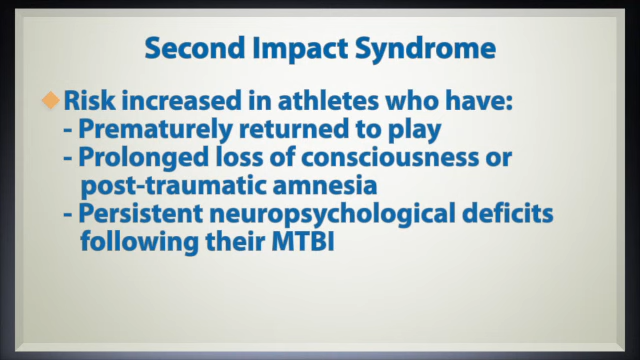 Second Impact Syndrome
Risk increased in athletes who have:
- Prematurely returned to play
- Prolonged loss of consciousness or
post-traumatic amnesia
- Persistent neuropsychological deficits
following their MTBI